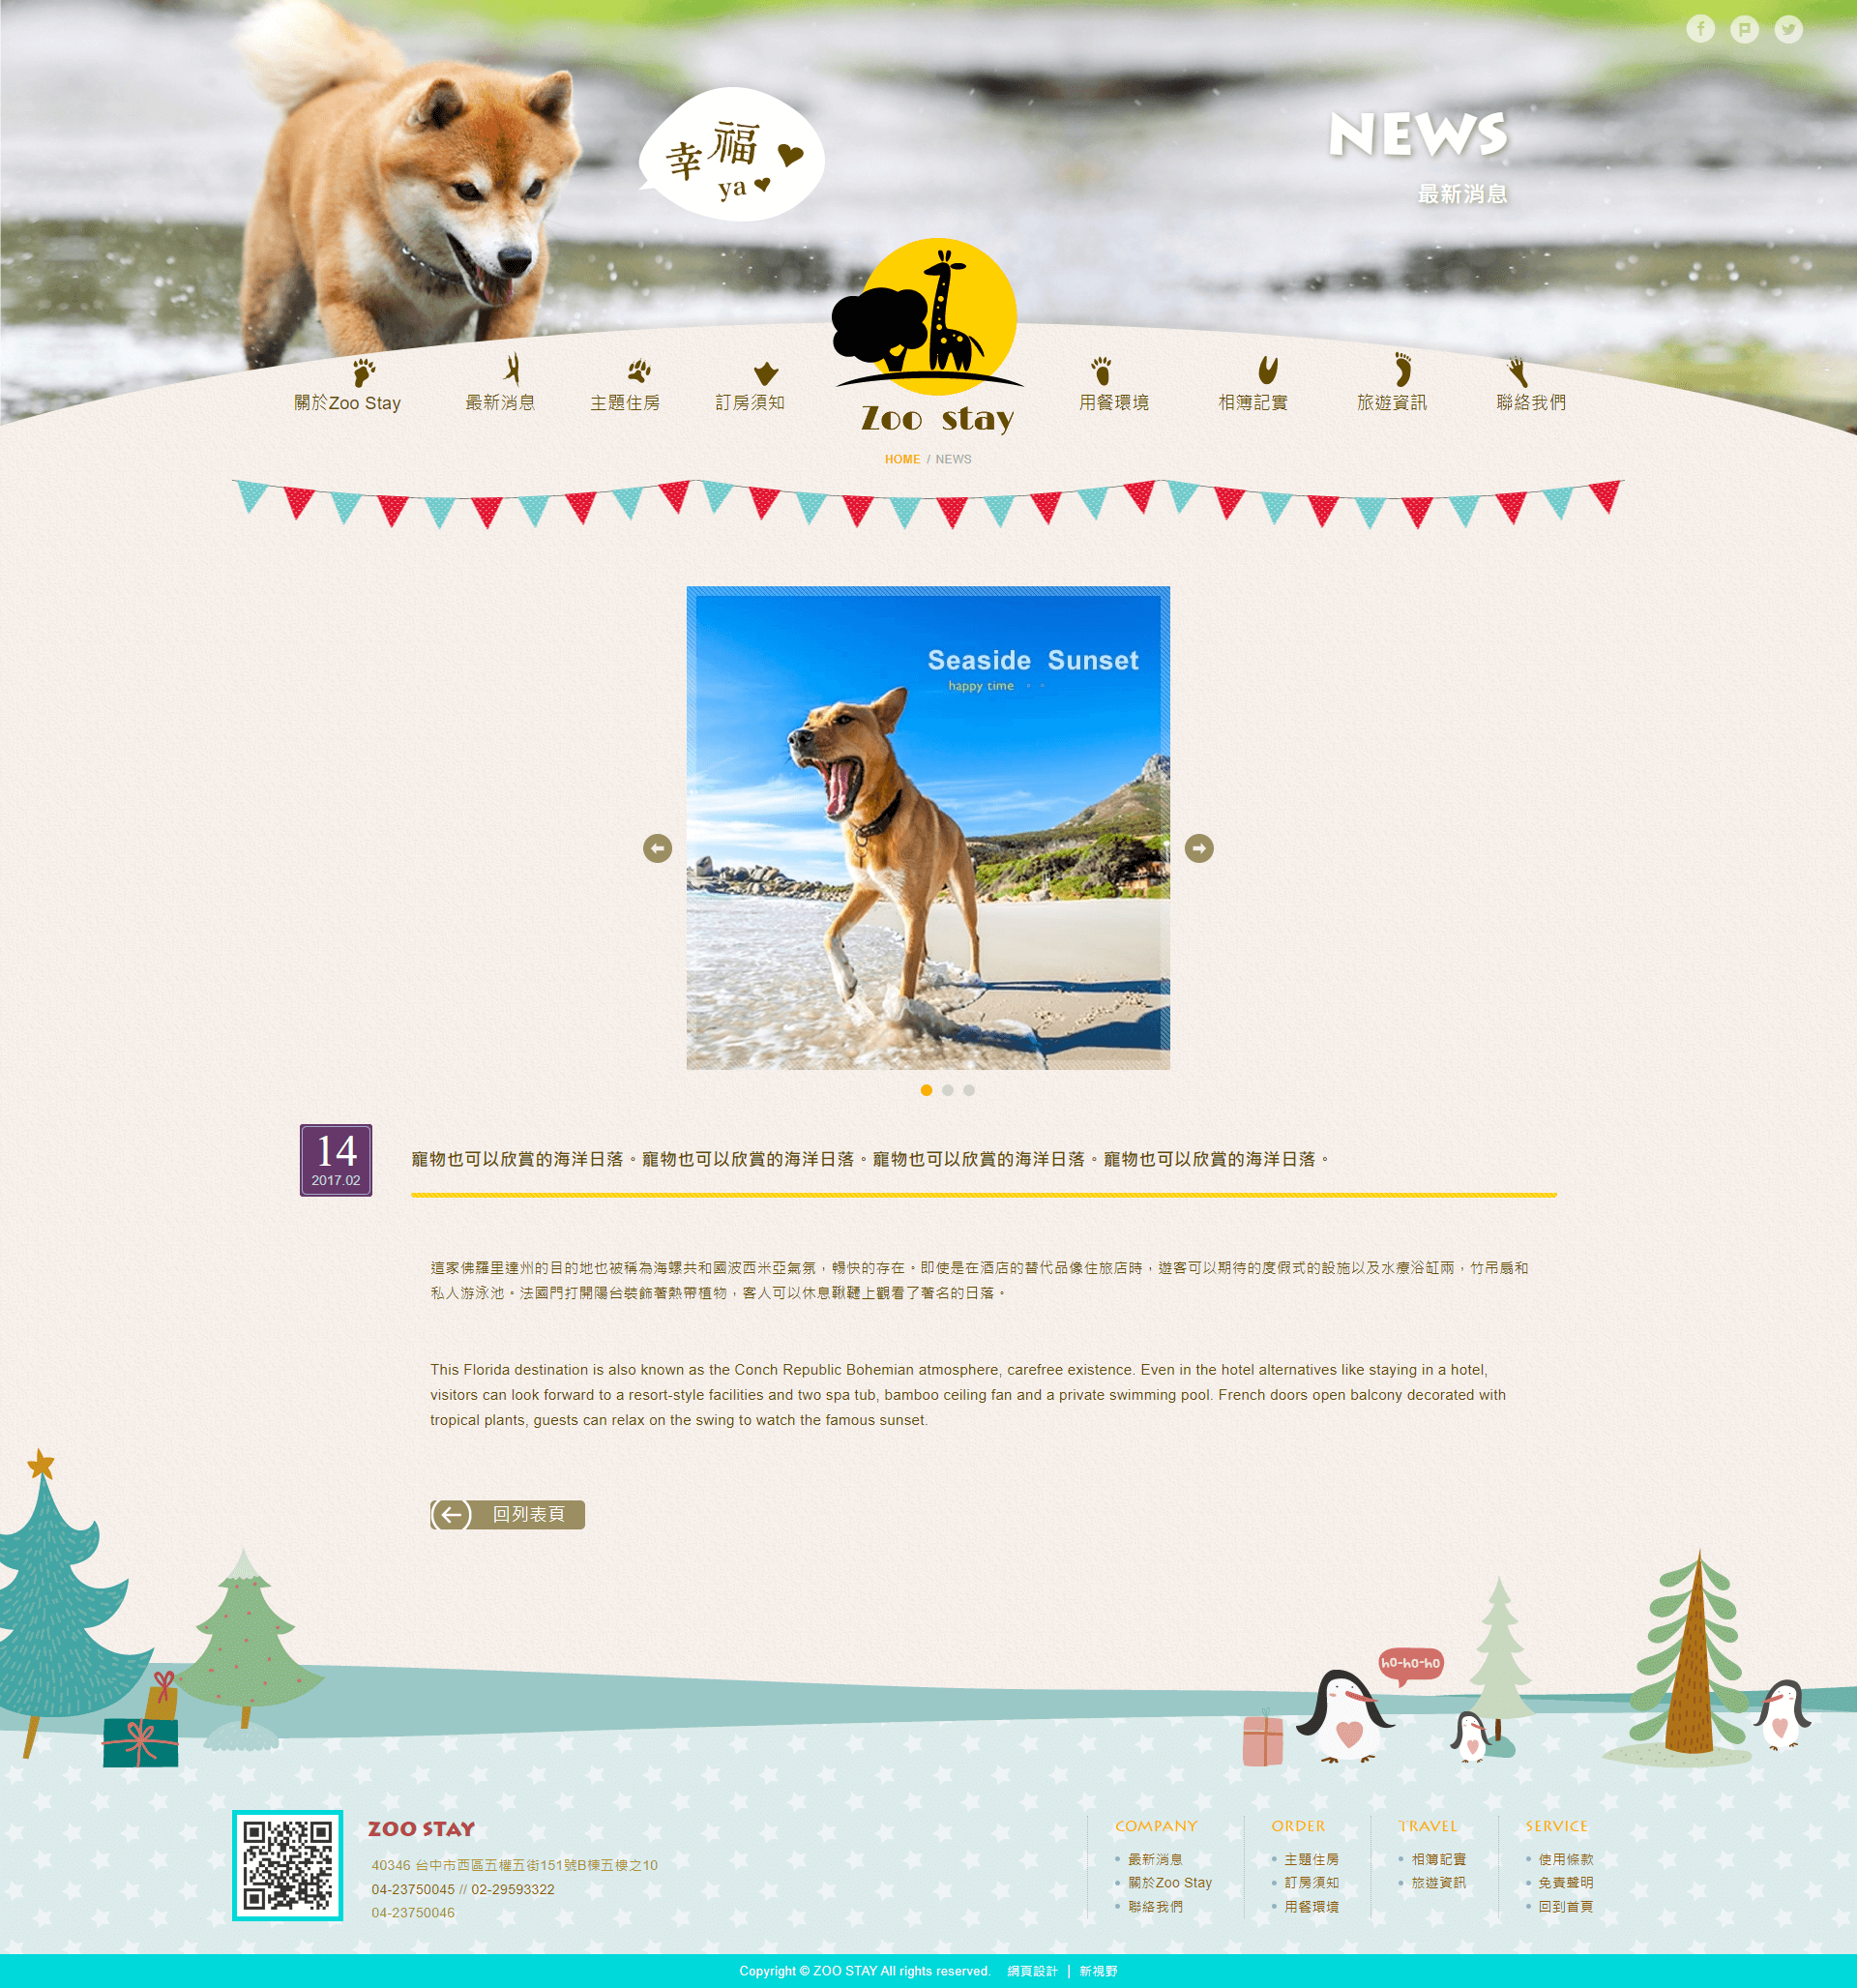 幸福
ya
NEWS
最新消息
關於Zoo Stay
最新消息
主題住房
訂房須知
Zoo stay
用餐環境
相簿記實
旅遊資訊
聯絡我們
HOME / NEWS
Seaside Sunset
happy time 。。
14
2017.02
寵物也可以欣賞的海洋日落。寵物也可以欣賞的海洋日落。寵物也可以欣賞的海洋日落。寵物也可以欣賞的海洋日落。
這家佛羅里達州的目的地也被稱為海螺共和國波西米亞氣氛，暢快的存在。即使是在酒店的替代品像住旅店時，遊客可以期待的度假式的設施以及水療浴缸兩，竹吊扇和
私人游泳池。法國門打開陽台裝飾著熱帶植物，客人可以休息鞦韆上觀看了著名的日落。
This Florida destination is also known as the Conch Republic Bohemian atmosphere, carefree existence. Even in the hotel alternatives like staying in a hotel,
visitors can look forward to a resort-style facilities and two spa tub, bamboo ceiling fan and a private swimming pool. French doors open balcony decorated with
tropical plants, guests can relax on the swing to watch the famous sunset.
回列表頁
ho-ho-ho
ZOO STAY
40346 台中市西區五權五街151號B棟五樓之10
04-23750045 // 02-29593322
04-23750046
COMPANY
最新消息
關於Zoo Stay
聯絡我們
ORDER
主題住房
訂房須知
用餐環境
TRAVEL
相簿記實
旅遊資訊
SERVICE
使用條款
免責聲明
回到首頁
Copyright © ZOO STAY All rights reserved. 網頁設計 | 新視野